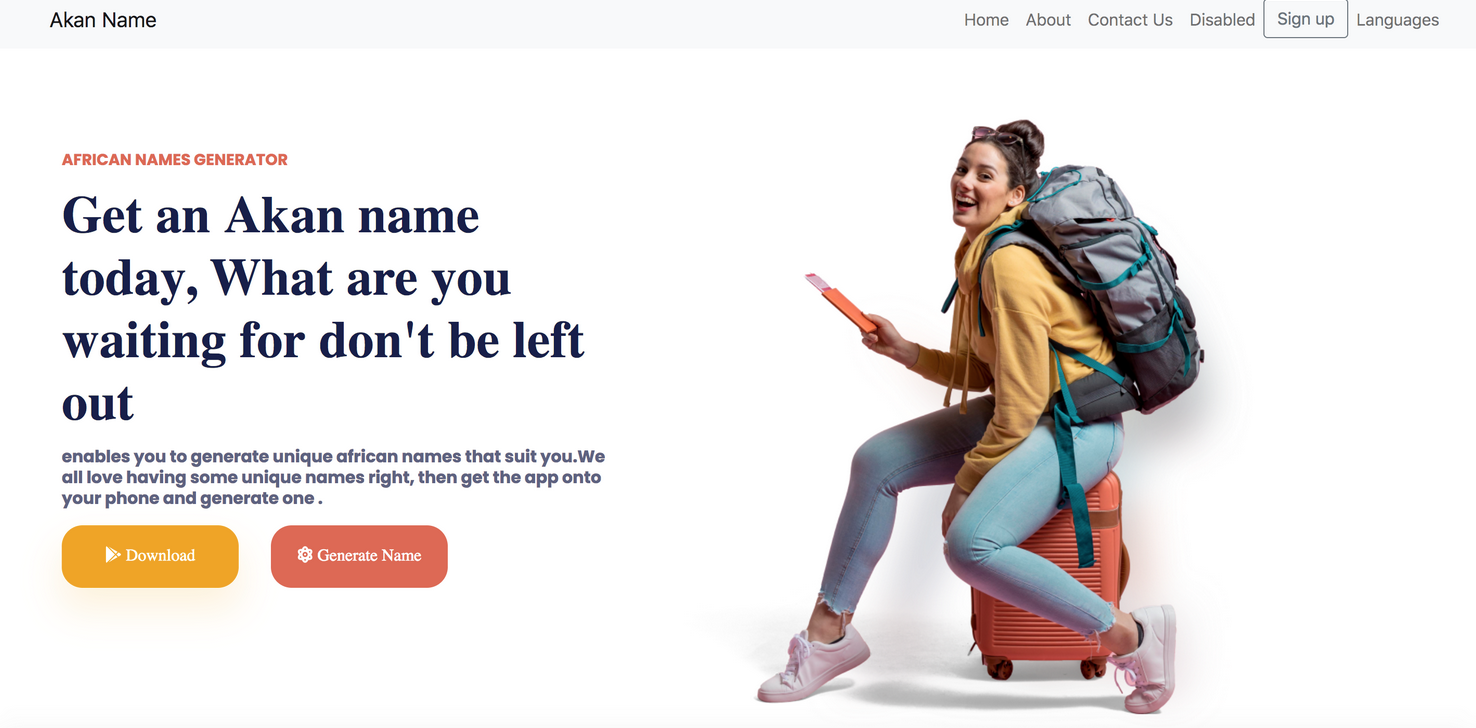 Akan Name
Home About Contact Us Disabled Sign up Languages
AFRICAN NAMES GENERATOR
Get an Akan name
today, What are you
waiting for don't be left
out
enables you to generate unique african names that suit you.We
all love having some unique names right, then get the app onto
your phone and generate one .
Download
Generate Name